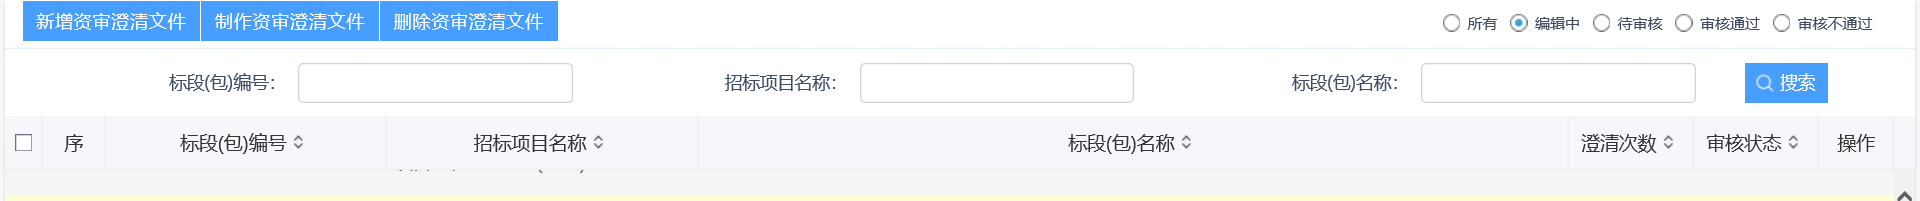 新增资审澄清文件 制作资审澄清文件 删除资审澄清文件 所有 编辑中 待审核 审核通过 审核不通过
标段(包)编号: 招标项目名称: 标段(包)名称: 搜索
序 标段(包)编号 招标项目名称 标段(包)名称 澄清次数 审核状态 操作